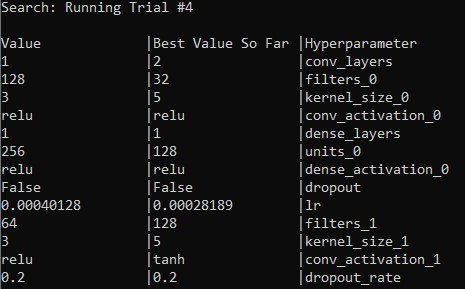 Search: Running Trial #4
Value |Best Value So Far |Hyperparameter
1 |2 |conv_layers
128 |32 |filters_0
3 |5 |kernel_size_0
relu |relu |conv_activation_0
1 |1 |dense_layers
256 |128 |units_0
relu |relu |dense_activation_0
False |False |dropout
0.00040128 |0.00028189 |lr
64 |128 |filters_1
3 |5 |kernel_size_1
relu |tanh |conv_activation_1
0.2 |0.2 |dropout_rate